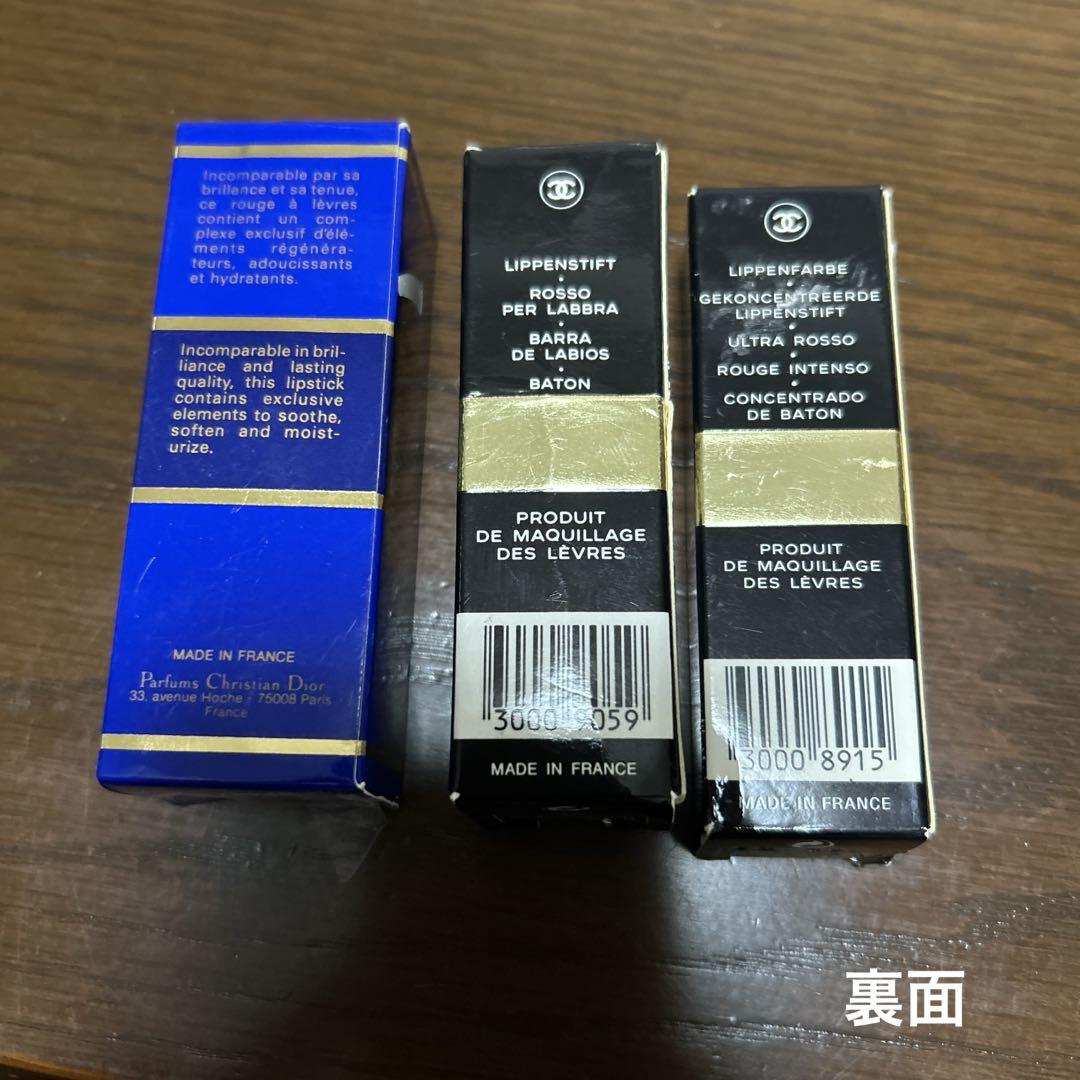 Incomparable par sa
brillance et sa tenue,
ce rouge à lèvres
contient un com-
plexe exclusif d'élé-
ments régénéra-
teurs, adoucissants
et hydratants.
Incomparable in bril-
liance and lasting
quality, this lipstick
contains exclusive
elements to soothe,
soften and moist-
urize.
MADE IN FRANCE
Parfums Christian Dior
33, avenue Hoche - 75008 Paris
France
LIPPENSTIFT
•
ROSSO
PER LABBRA
•
BARRA
DE LABIOS
•
BATON
PRODUIT
DE MAQUILLAGE
DES LÈVRES
3000 9059
MADE IN FRANCE
LIPPENFARBE
•
GEKONCENTREERDE
LIPPENSTIFT
•
ULTRA ROSSO
•
ROUGE INTENSO
•
CONCENTRADO
DE BATON
PRODUIT
DE MAQUILLAGE
DES LÈVRES
3000 8915
MADE IN FRANCE
裏面